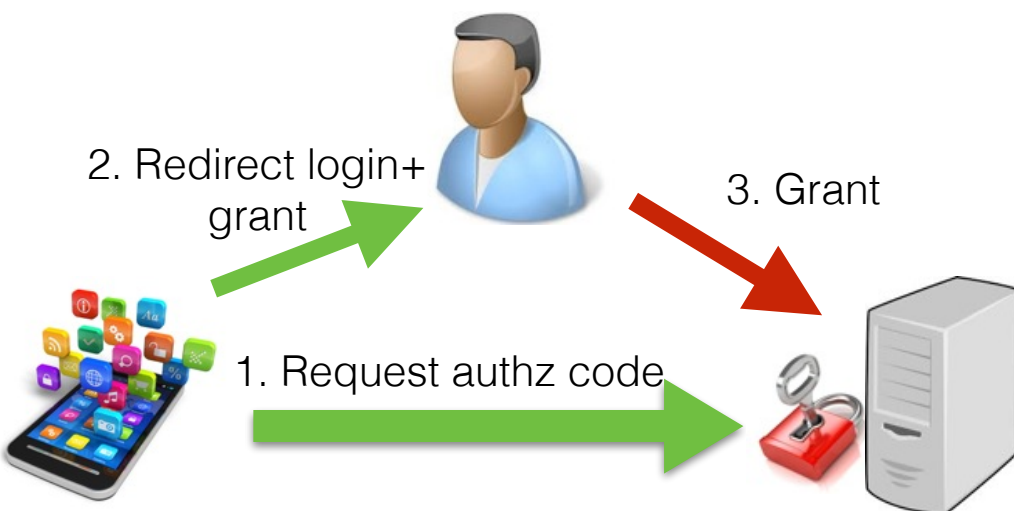 2. Redirect login+
grant
3. Grant
1. Request authz code